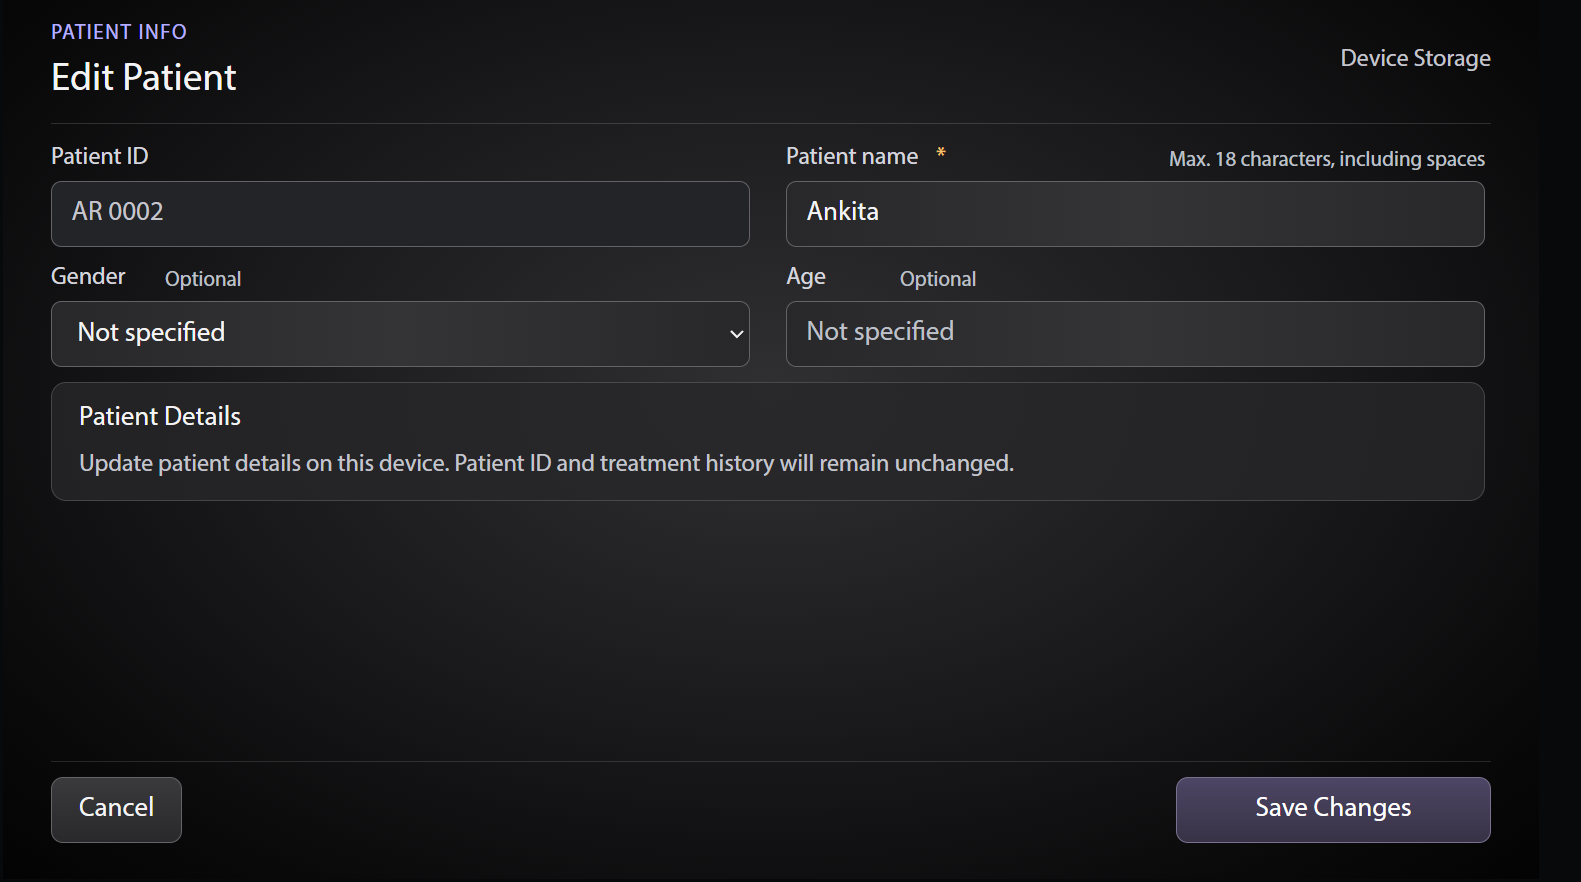 PATIENT INFO
Edit Patient
Device Storage
Patient ID
Patient name *
Max. 18 characters, including spaces
AR 0002
Ankita
Gender Optional
Age Optional
Not specified
Not specified
Patient Details
Update patient details on this device. Patient ID and treatment history will remain unchanged.
Cancel
Save Changes